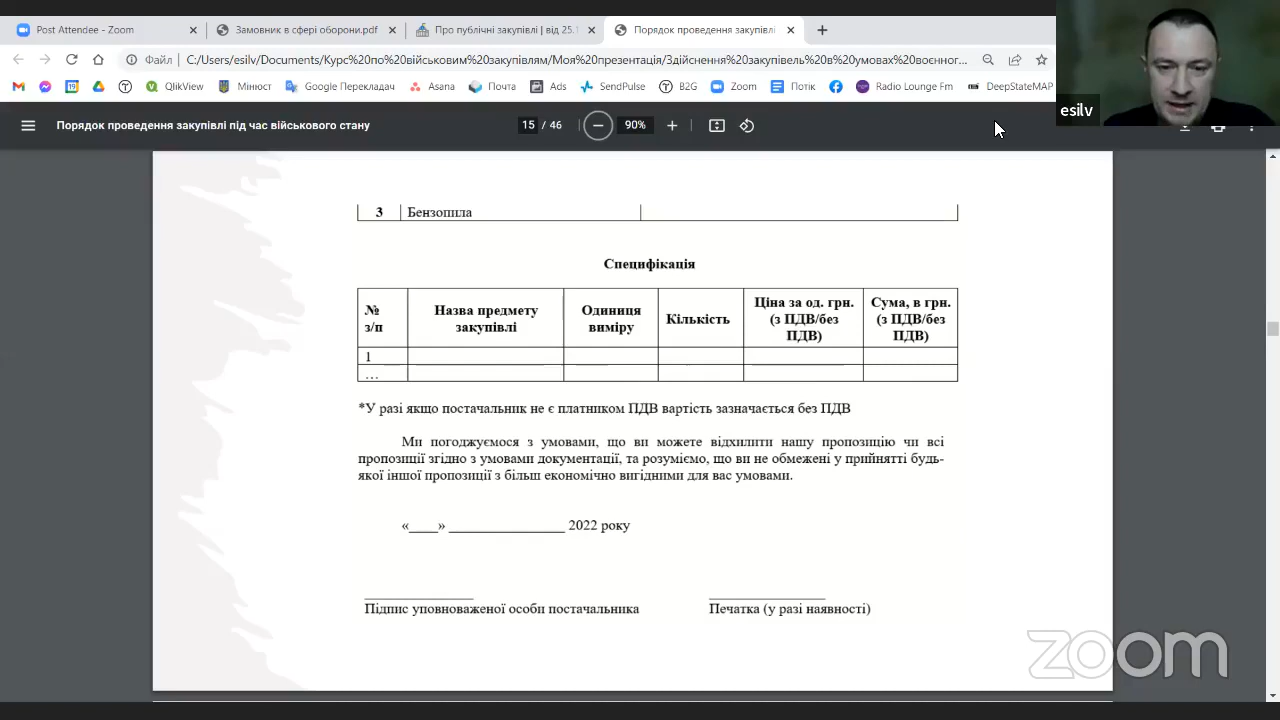 Post Attendee - Zoom
Замовник в сфері оборони.pdf
Про публічні закупівлі | від 25.1
Порядок проведення закупівлі
Файл
C:/Users/esilv/Documents/Курс%20по%20військовим%20закупівлям/Моя%20презентація/Здійснення%20закупівель%20в%20умовах%20воєнног...
QlikView
Мінюст
Google Перекладач
Asana
Почта
Ads
SendPulse
B2G
Zoom
Потік
Radio Lounge Fm
DeepStateMAP
esilv
Порядок проведення закупівлі під час військового стану
15 / 46
90%
3 Бензопила
Специфікація
№ з/п
Назва предмету закупівлі
Одиниця виміру
Кількість
Ціна за од. грн. (з ПДВ/без ПДВ)
Сума, в грн. (з ПДВ/без ПДВ)
1
…
*У разі якщо постачальник не є платником ПДВ вартість зазначається без ПДВ
Ми погоджуємося з умовами, що ви можете відхилити нашу пропозицію чи всі
пропозиції згідно з умовами документації, та розуміємо, що ви не обмежені у прийнятті будь-
якої іншої пропозиції з більш економічно вигідними для вас умовами.
«____» ________________ 2022 року
Підпис уповноваженої особи постачальника
Печатка (у разі наявності)
zoom